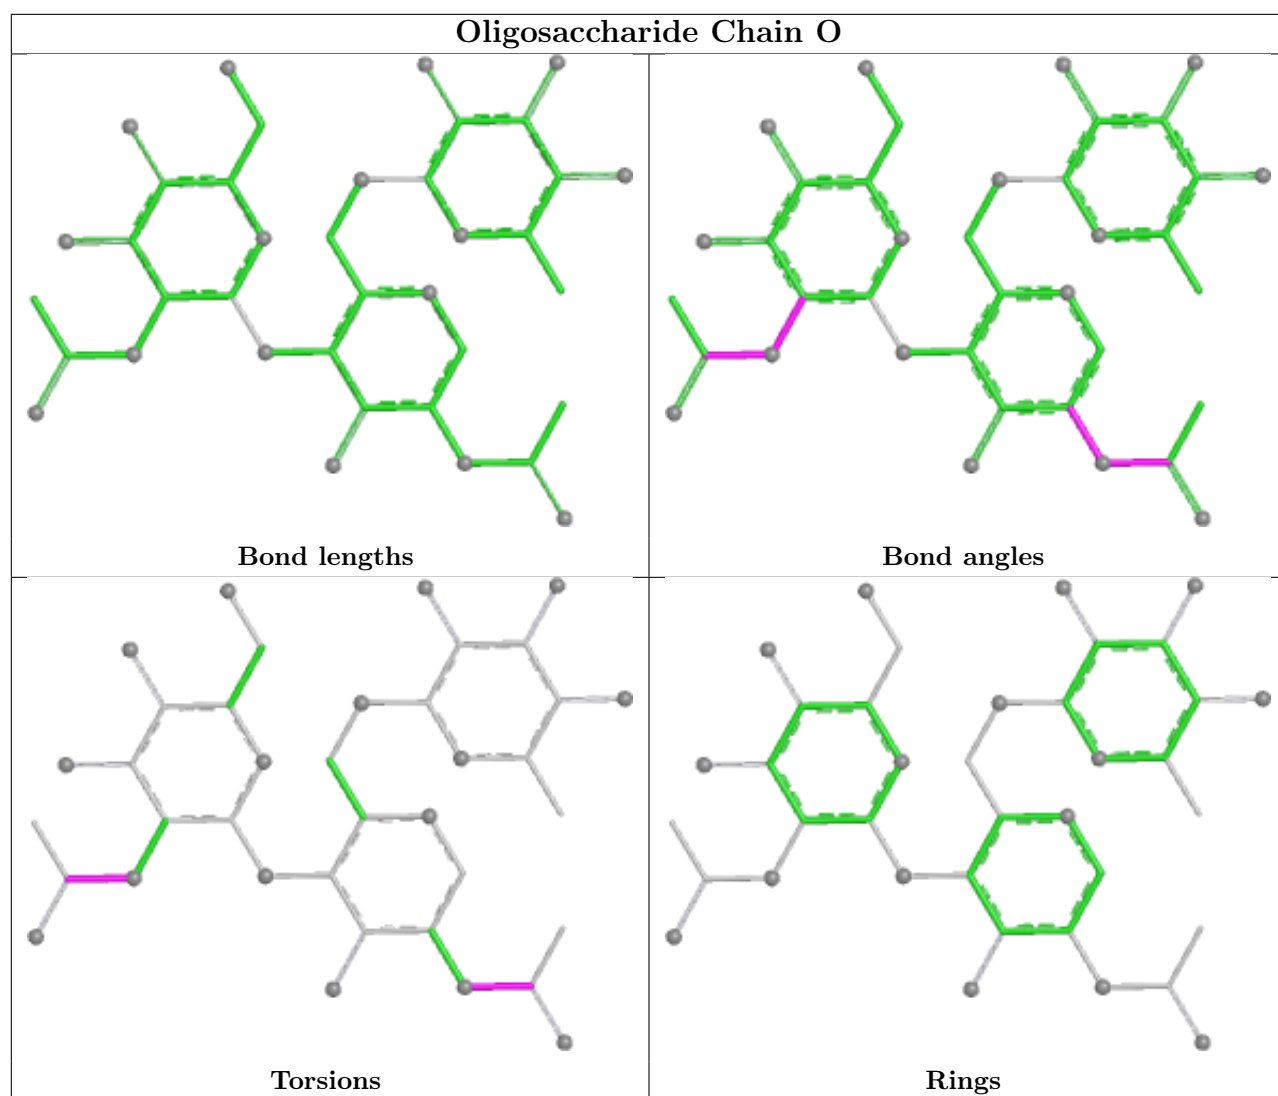 Oligosaccharide Chain O
Bond lengths
Bond angles
Torsions
Rings